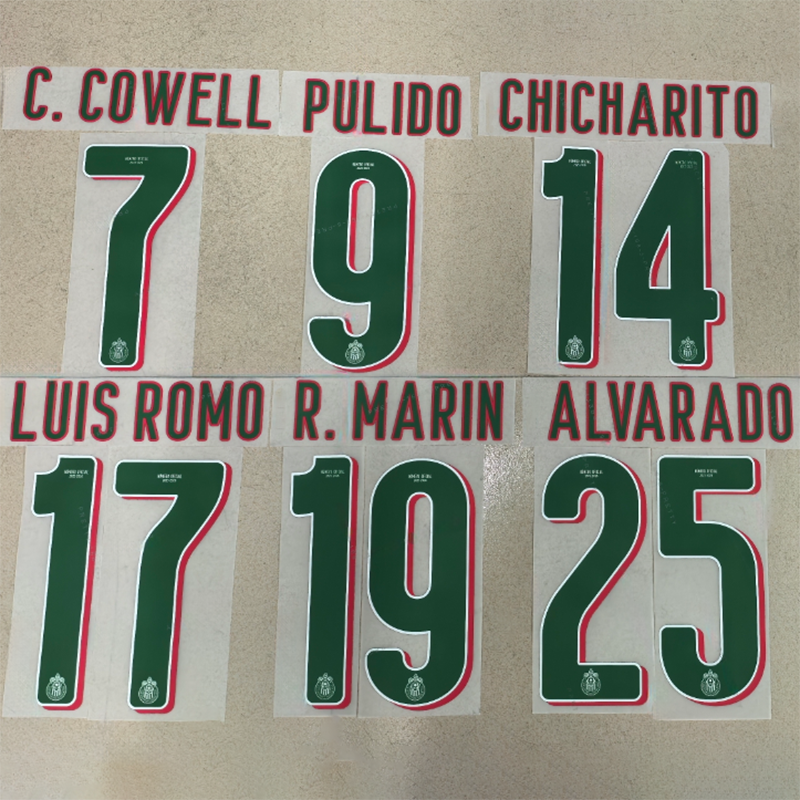 C. COWELL
PULIDO
CHICHARITO
7
9
14
LUIS ROMO
R. MARIN
ALVARADO
17
19
25